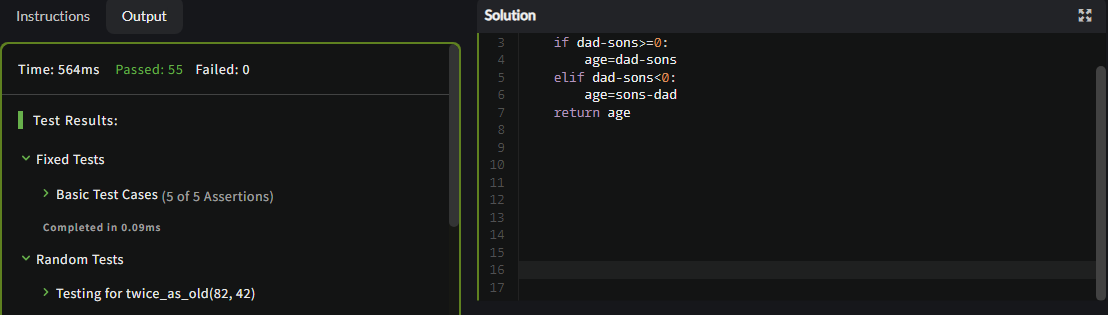 Instructions Output
Time: 564ms Passed: 55 Failed: 0
Test Results:
Fixed Tests
Basic Test Cases (5 of 5 Assertions)
Completed in 0.09ms
Random Tests
Testing for twice_as_old(82, 42)
Solution
3 if dad-sons>=0:
4 age=dad-sons
5 elif dad-sons<0:
6 age=sons-dad
7 return age
8
9
10
11
12
13
14
15
16
17